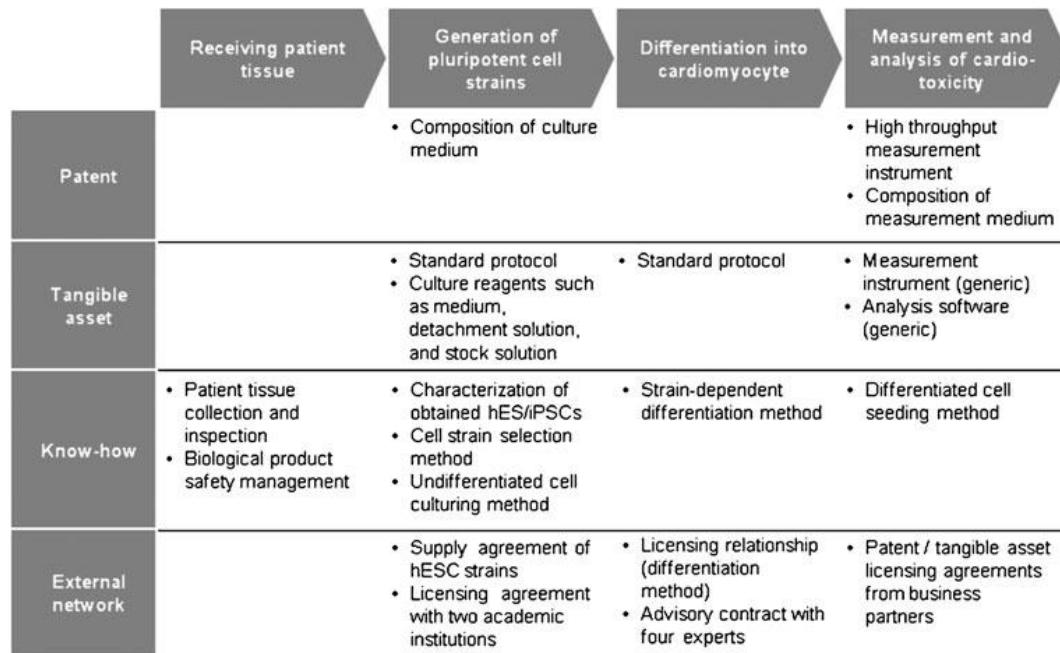 Receiving patient
tissue
Generation of
pluripotent cell
strains
Differentiation into
cardiomyocyte
Measurement and
analysis of cardio-
toxicity
Patent
• Composition of culture
medium
• High throughput
measurement
instrument
• Composition of
measurement medium
Tangible
asset
• Standard protocol
• Culture reagents such
as medium,
detachment solution,
and stock solution
• Standard protocol
• Measurement
instrument (generic)
• Analysis software
(generic)
Know-how
• Patient tissue
collection and
inspection
• Biological product
safety management
• Characterization of
obtained hES/iPSCs
• Cell strain selection
method
• Undifferentiated cell
culturing method
• Strain-dependent
differentiation method
• Differentiated cell
seeding method
External
network
• Supply agreement of
hESC strains
• Licensing agreement
with two academic
institutions
• Licensing relationship
(differentiation
method)
• Advisory contract with
four experts
• Patent / tangible asset
licensing agreements
from business
partners